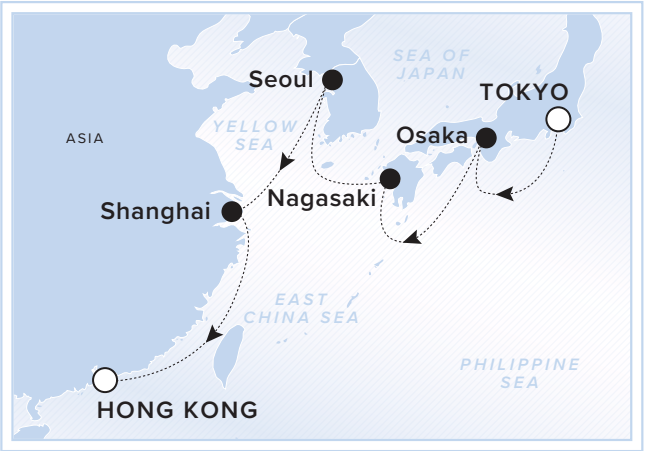 SEA OF
JAPAN
Seoul
TOKYO
YELLOW
SEA
ASIA
Osaka
Nagasaki
Shanghai
EAST
CHINA SEA
PHILIPPINE
SEA
HONG KONG